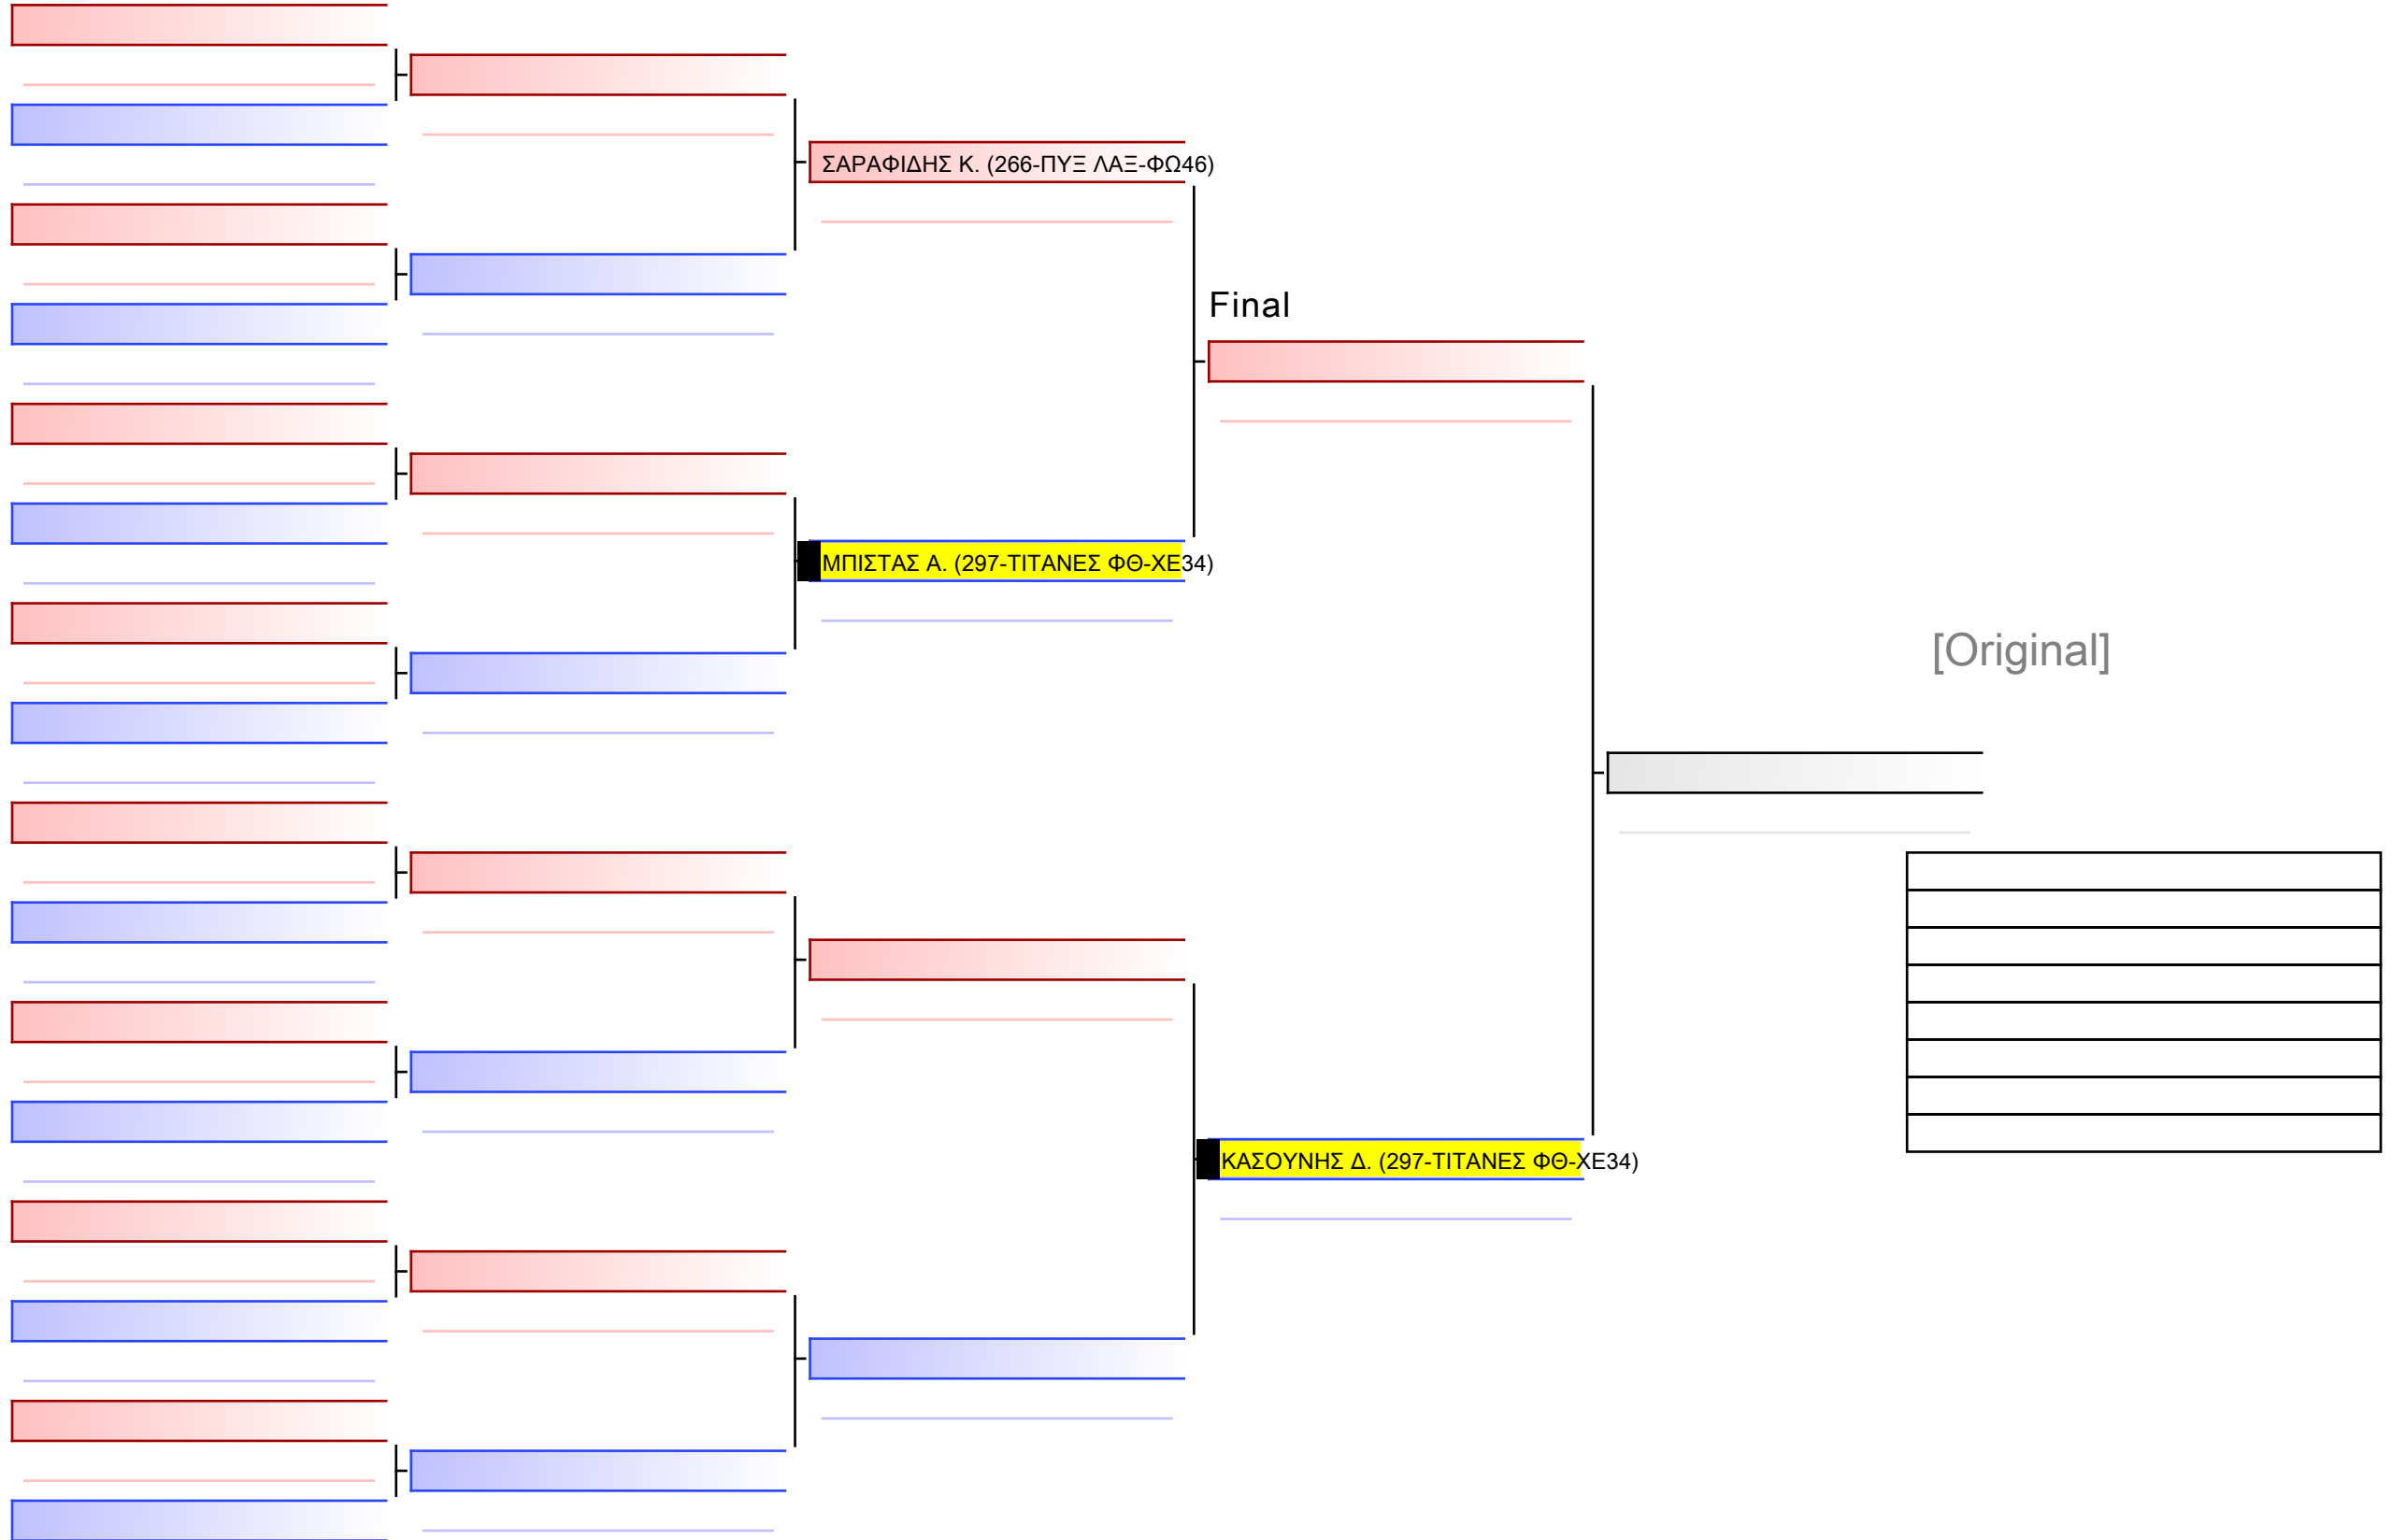 ΣΑΡΑΦΙΔΗΣ Κ. (266-ΠΥΞ ΛΑΞ-ΦΩ46)
Final
ΜΠΙΣΤΑΣ Α. (297-ΤΙΤΑΝΕΣ ΦΘ-ΧΕ34)
[Original]
ΚΑΣΟΥΝΗΣ Δ. (297-ΤΙΤΑΝΕΣ ΦΘ-ΧΕ34)